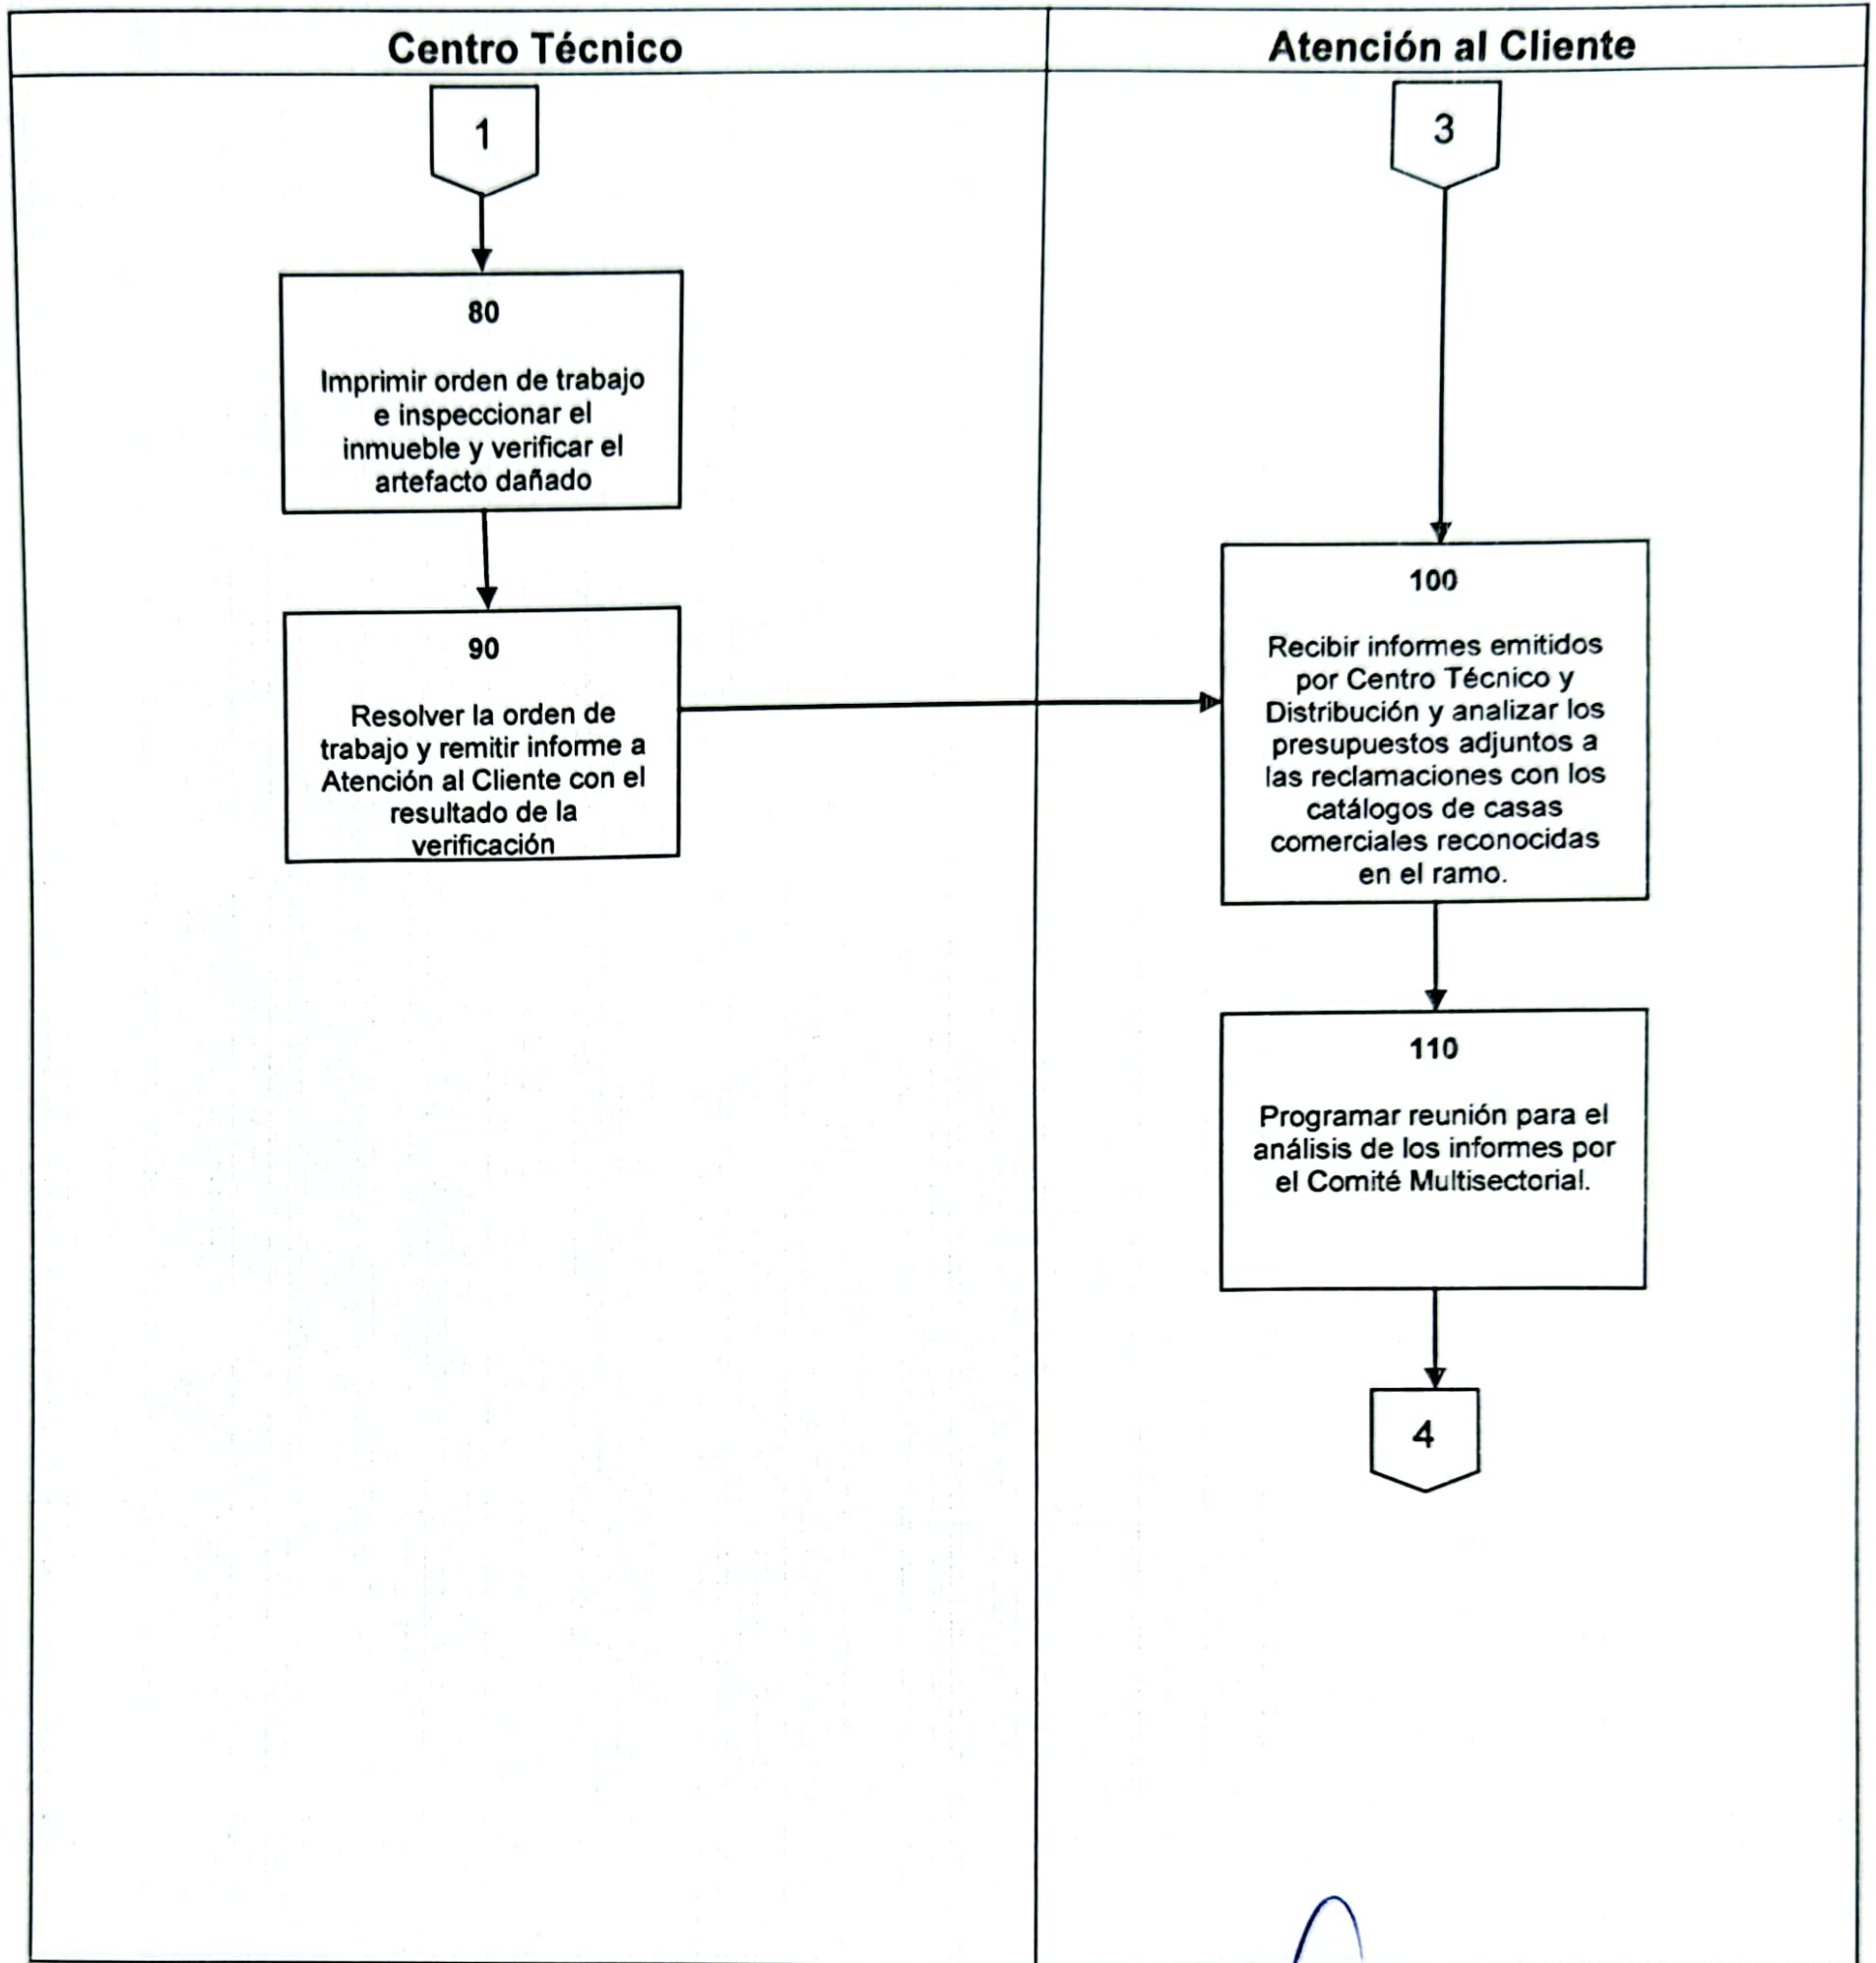 Centro Técnico
Atención al Cliente
1
3
80
Imprimir orden de trabajo
e inspeccionar el
inmueble y verificar el
artefacto dañado
90
Resolver la orden de
trabajo y remitir informe a
Atención al Cliente con el
resultado de la
verificación
100
Recibir informes emitidos
por Centro Técnico y
Distribución y analizar los
presupuestos adjuntos a
las reclamaciones con los
catálogos de casas
comerciales reconocidas
en el ramo.
110
Programar reunión para el
análisis de los informes por
el Comité Multisectorial.
4